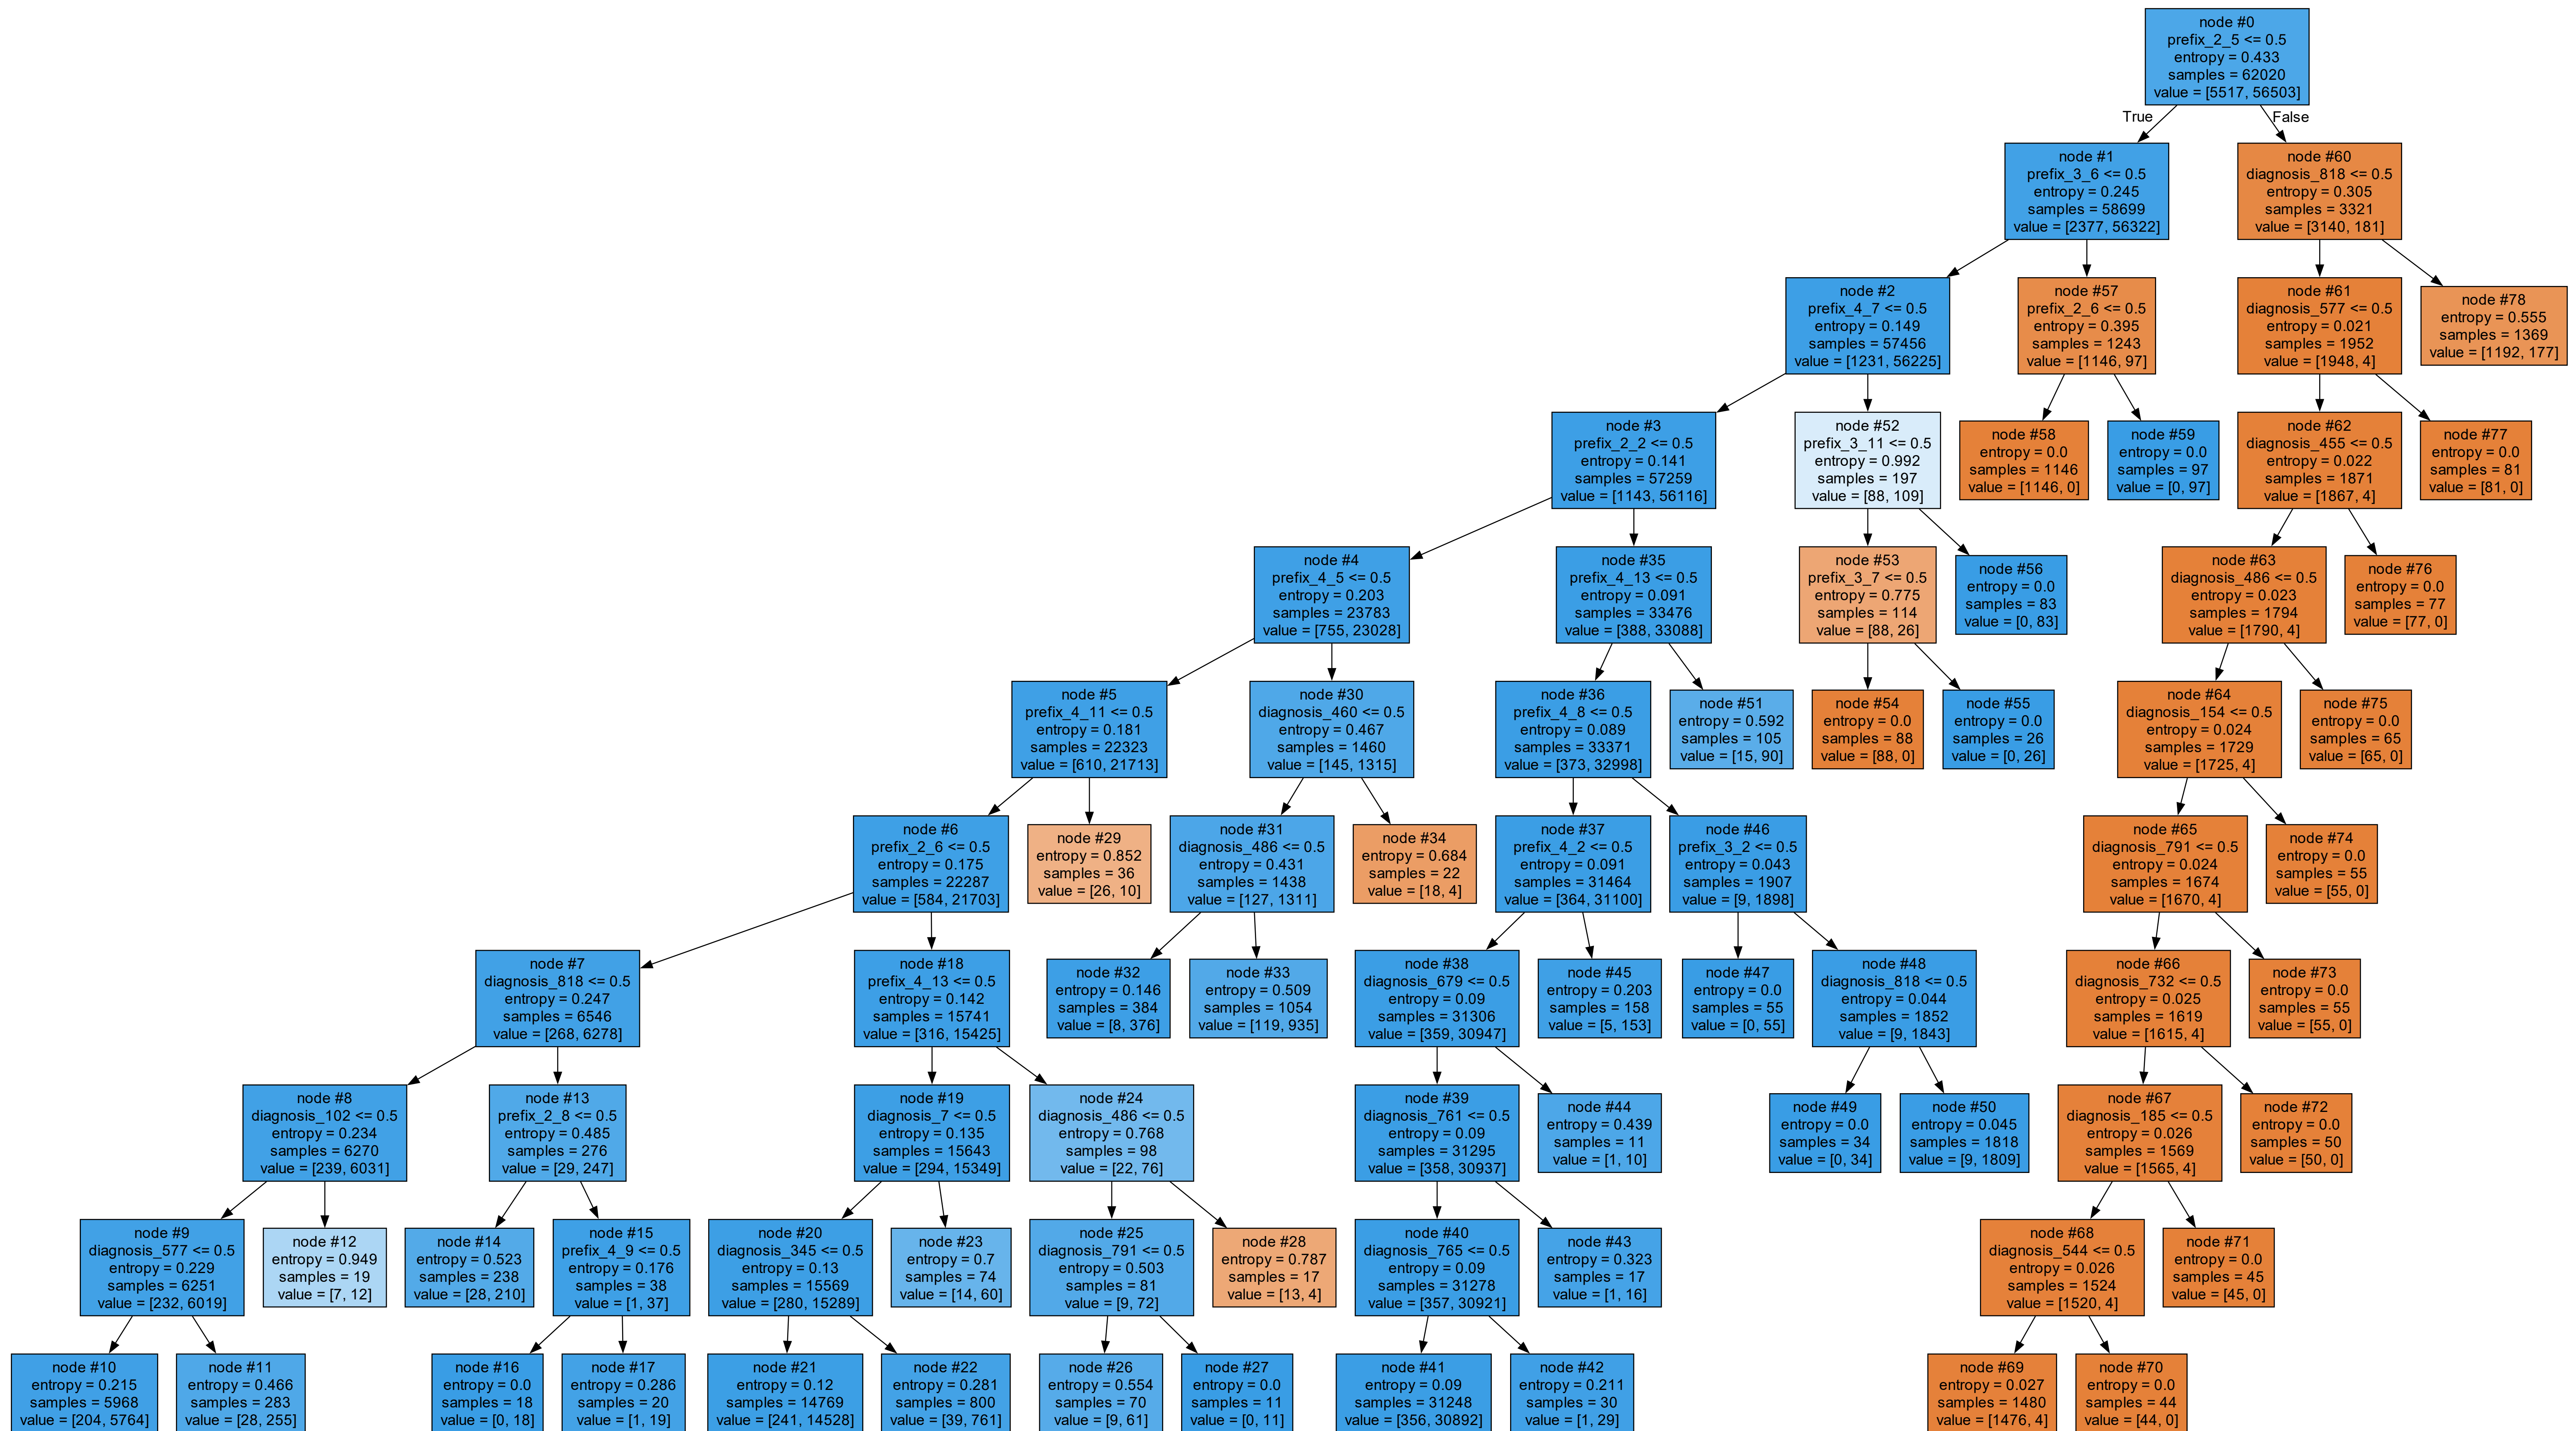 node #0
prefix_2_5 <= 0.5
entropy = 0.433
samples = 62020
value = [5517, 56503]
True
False
node #1
prefix_3_6 <= 0.5
entropy = 0.245
samples = 58699
value = [2377, 56322]
node #60
diagnosis_818 <= 0.5
entropy = 0.305
samples = 3321
value = [3140, 181]
node #2
prefix_4_7 <= 0.5
entropy = 0.149
samples = 57456
value = [1231, 56225]
node #57
prefix_2_6 <= 0.5
entropy = 0.395
samples = 1243
value = [1146, 97]
node #61
diagnosis_577 <= 0.5
entropy = 0.021
samples = 1952
value = [1948, 4]
node #78
entropy = 0.555
samples = 1369
value = [1192, 177]
node #3
prefix_2_2 <= 0.5
entropy = 0.141
samples = 57259
value = [1143, 56116]
node #52
prefix_3_11 <= 0.5
entropy = 0.992
samples = 197
value = [88, 109]
node #58
entropy = 0.0
samples = 1146
value = [1146, 0]
node #59
entropy = 0.0
samples = 97
value = [0, 97]
node #62
diagnosis_455 <= 0.5
entropy = 0.022
samples = 1871
value = [1867, 4]
node #77
entropy = 0.0
samples = 81
value = [81, 0]
node #4
prefix_4_5 <= 0.5
entropy = 0.203
samples = 23783
value = [755, 23028]
node #35
prefix_4_13 <= 0.5
entropy = 0.091
samples = 33476
value = [388, 33088]
node #53
prefix_3_7 <= 0.5
entropy = 0.775
samples = 114
value = [88, 26]
node #56
entropy = 0.0
samples = 83
value = [0, 83]
node #63
diagnosis_486 <= 0.5
entropy = 0.023
samples = 1794
value = [1790, 4]
node #76
entropy = 0.0
samples = 77
value = [77, 0]
node #5
prefix_4_11 <= 0.5
entropy = 0.181
samples = 22323
value = [610, 21713]
node #30
diagnosis_460 <= 0.5
entropy = 0.467
samples = 1460
value = [145, 1315]
node #36
prefix_4_8 <= 0.5
entropy = 0.089
samples = 33371
value = [373, 32998]
node #51
entropy = 0.592
samples = 105
value = [15, 90]
node #54
entropy = 0.0
samples = 88
value = [88, 0]
node #55
entropy = 0.0
samples = 26
value = [0, 26]
node #64
diagnosis_154 <= 0.5
entropy = 0.024
samples = 1729
value = [1725, 4]
node #75
entropy = 0.0
samples = 65
value = [65, 0]
node #6
prefix_2_6 <= 0.5
entropy = 0.175
samples = 22287
value = [584, 21703]
node #29
entropy = 0.852
samples = 36
value = [26, 10]
node #31
diagnosis_486 <= 0.5
entropy = 0.431
samples = 1438
value = [127, 1311]
node #34
entropy = 0.684
samples = 22
value = [18, 4]
node #37
prefix_4_2 <= 0.5
entropy = 0.091
samples = 31464
value = [364, 31100]
node #46
prefix_3_2 <= 0.5
entropy = 0.043
samples = 1907
value = [9, 1898]
node #65
diagnosis_791 <= 0.5
entropy = 0.024
samples = 1674
value = [1670, 4]
node #74
entropy = 0.0
samples = 55
value = [55, 0]
node #7
diagnosis_818 <= 0.5
entropy = 0.247
samples = 6546
value = [268, 6278]
node #18
prefix_4_13 <= 0.5
entropy = 0.142
samples = 15741
value = [316, 15425]
node #32
entropy = 0.146
samples = 384
value = [8, 376]
node #33
entropy = 0.509
samples = 1054
value = [119, 935]
node #38
diagnosis_679 <= 0.5
entropy = 0.09
samples = 31306
value = [359, 30947]
node #45
entropy = 0.203
samples = 158
value = [5, 153]
node #47
entropy = 0.0
samples = 55
value = [0, 55]
node #48
diagnosis_818 <= 0.5
entropy = 0.044
samples = 1852
value = [9, 1843]
node #66
diagnosis_732 <= 0.5
entropy = 0.025
samples = 1619
value = [1615, 4]
node #73
entropy = 0.0
samples = 55
value = [55, 0]
node #8
diagnosis_102 <= 0.5
entropy = 0.234
samples = 6270
value = [239, 6031]
node #13
prefix_2_8 <= 0.5
entropy = 0.485
samples = 276
value = [29, 247]
node #19
diagnosis_7 <= 0.5
entropy = 0.135
samples = 15643
value = [294, 15349]
node #24
diagnosis_486 <= 0.5
entropy = 0.768
samples = 98
value = [22, 76]
node #39
diagnosis_761 <= 0.5
entropy = 0.09
samples = 31295
value = [358, 30937]
node #44
entropy = 0.439
samples = 11
value = [1, 10]
node #49
entropy = 0.0
samples = 34
value = [0, 34]
node #50
entropy = 0.045
samples = 1818
value = [9, 1809]
node #67
diagnosis_185 <= 0.5
entropy = 0.026
samples = 1569
value = [1565, 4]
node #72
entropy = 0.0
samples = 50
value = [50, 0]
node #9
diagnosis_577 <= 0.5
entropy = 0.229
samples = 6251
value = [232, 6019]
node #12
entropy = 0.949
samples = 19
value = [7, 12]
node #14
entropy = 0.523
samples = 238
value = [28, 210]
node #15
prefix_4_9 <= 0.5
entropy = 0.176
samples = 38
value = [1, 37]
node #20
diagnosis_345 <= 0.5
entropy = 0.13
samples = 15569
value = [280, 15289]
node #23
entropy = 0.7
samples = 74
value = [14, 60]
node #25
diagnosis_791 <= 0.5
entropy = 0.503
samples = 81
value = [9, 72]
node #28
entropy = 0.787
samples = 17
value = [13, 4]
node #40
diagnosis_765 <= 0.5
entropy = 0.09
samples = 31278
value = [357, 30921]
node #43
entropy = 0.323
samples = 17
value = [1, 16]
node #68
diagnosis_544 <= 0.5
entropy = 0.026
samples = 1524
value = [1520, 4]
node #71
entropy = 0.0
samples = 45
value = [45, 0]
node #10
entropy = 0.215
samples = 5968
value = [204, 5764]
node #11
entropy = 0.466
samples = 283
value = [28, 255]
node #16
entropy = 0.0
samples = 18
value = [0, 18]
node #17
entropy = 0.286
samples = 20
value = [1, 19]
node #21
entropy = 0.12
samples = 14769
value = [241, 14528]
node #22
entropy = 0.281
samples = 800
value = [39, 761]
node #26
entropy = 0.554
samples = 70
value = [9, 61]
node #27
entropy = 0.0
samples = 11
value = [0, 11]
node #41
entropy = 0.09
samples = 31248
value = [356, 30892]
node #42
entropy = 0.211
samples = 30
value = [1, 29]
node #69
entropy = 0.027
samples = 1480
value = [1476, 4]
node #70
entropy = 0.0
samples = 44
value = [44, 0]